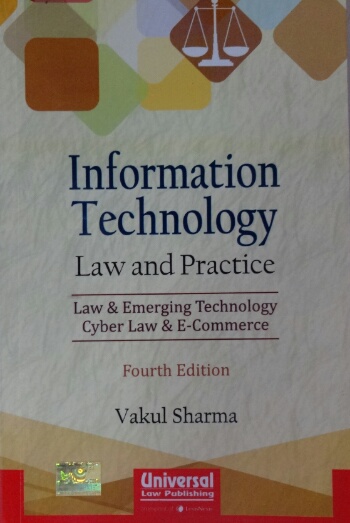 Information
Technology
Law and Practice
Law & Emerging Technology
Cyber Law & E-Commerce
Fourth Edition
Vakul Sharma
Universal
Law Publishing